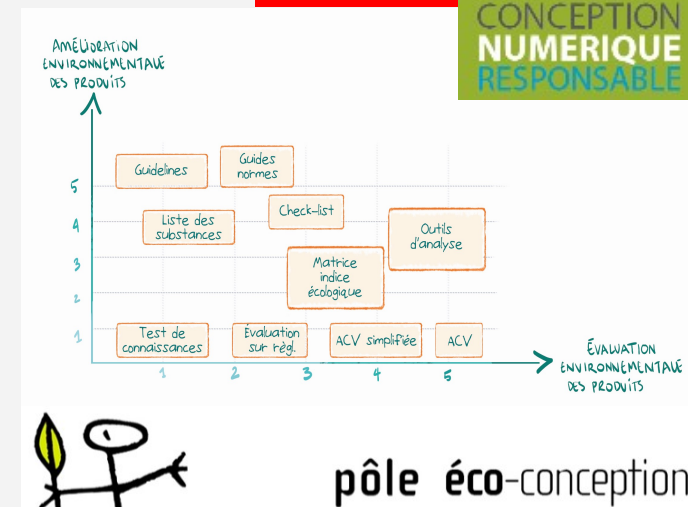 CONCEPTION
NUMERIQUE
RESPONSABLE
AMÉLIORATION
ENVIRONNEMENTALE
DES PRODUITS
Guidelines
Guides
normes
5
Check-list
4
Liste des
substances
Outils
d'analyse
3
Matrice
indice
écologique
2
1
Test de
connaissances
Évaluation
sur règl.
ACV simplifiée
ACV
1
2
3
4
5
ÉVALUATION
ENVIRONNEMENTALE
DES PRODUITS
pôle éco-conception